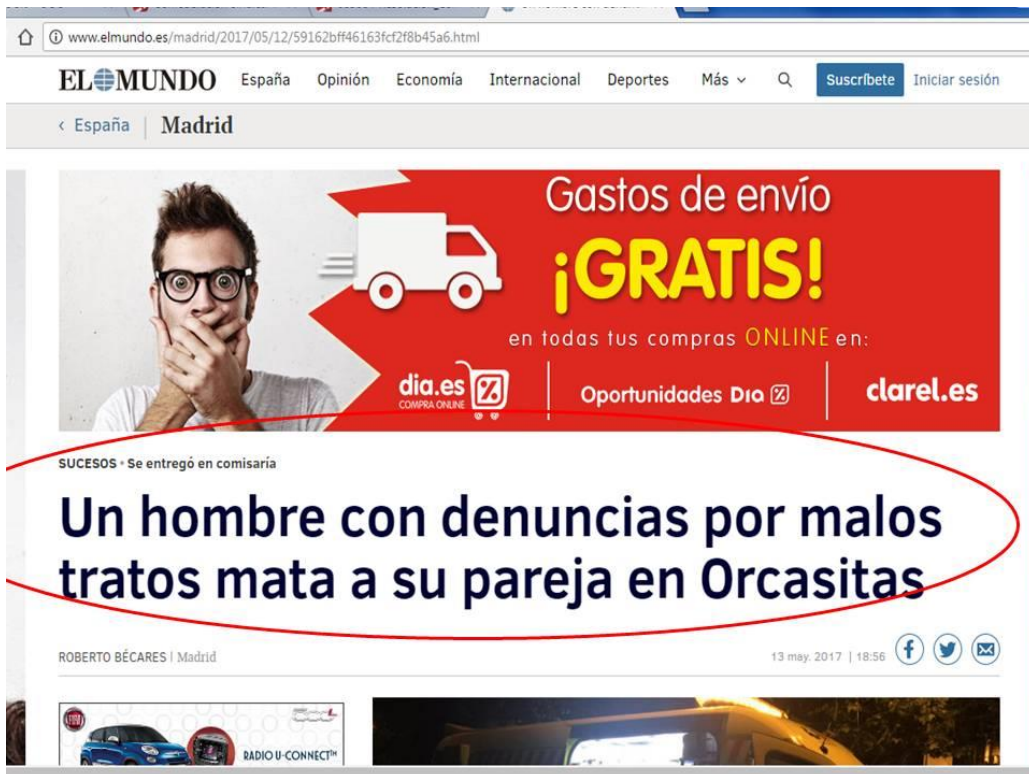 www.elmundo.es/madrid/2017/05/12/59162bff46163fcf2f8b45a6.html
EL MUNDO España Opinión Economía Internacional Deportes Más Suscríbete Iniciar sesión
‹ España | Madrid
Gastos de envío
¡GRATIS!
en todas tus compras ONLINE en:
dia.es
COMPRA ONLINE
Oportunidades DIA
clarel.es
SUCESOS • Se entregó en comisaría
Un hombre con denuncias por malos
tratos mata a su pareja en Orcasitas
ROBERTO BÉCARES | Madrid
13 may. 2017 | 18:56
FIAT
RADIO U-CONNECT™